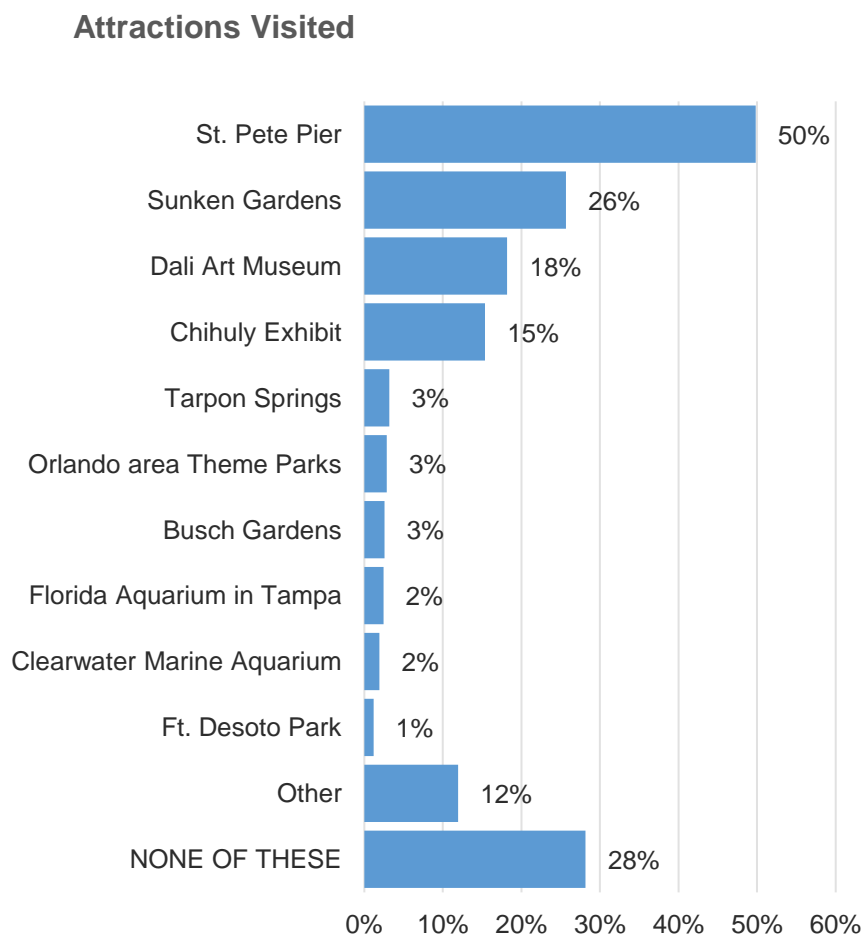 Attractions Visited
St. Pete Pier 50%
Sunken Gardens 26%
Dali Art Museum 18%
Chihuly Exhibit 15%
Tarpon Springs 3%
Orlando area Theme Parks 3%
Busch Gardens 3%
Florida Aquarium in Tampa 2%
Clearwater Marine Aquarium 2%
Ft. Desoto Park 1%
Other 12%
NONE OF THESE 28%
0% 10% 20% 30% 40% 50% 60%